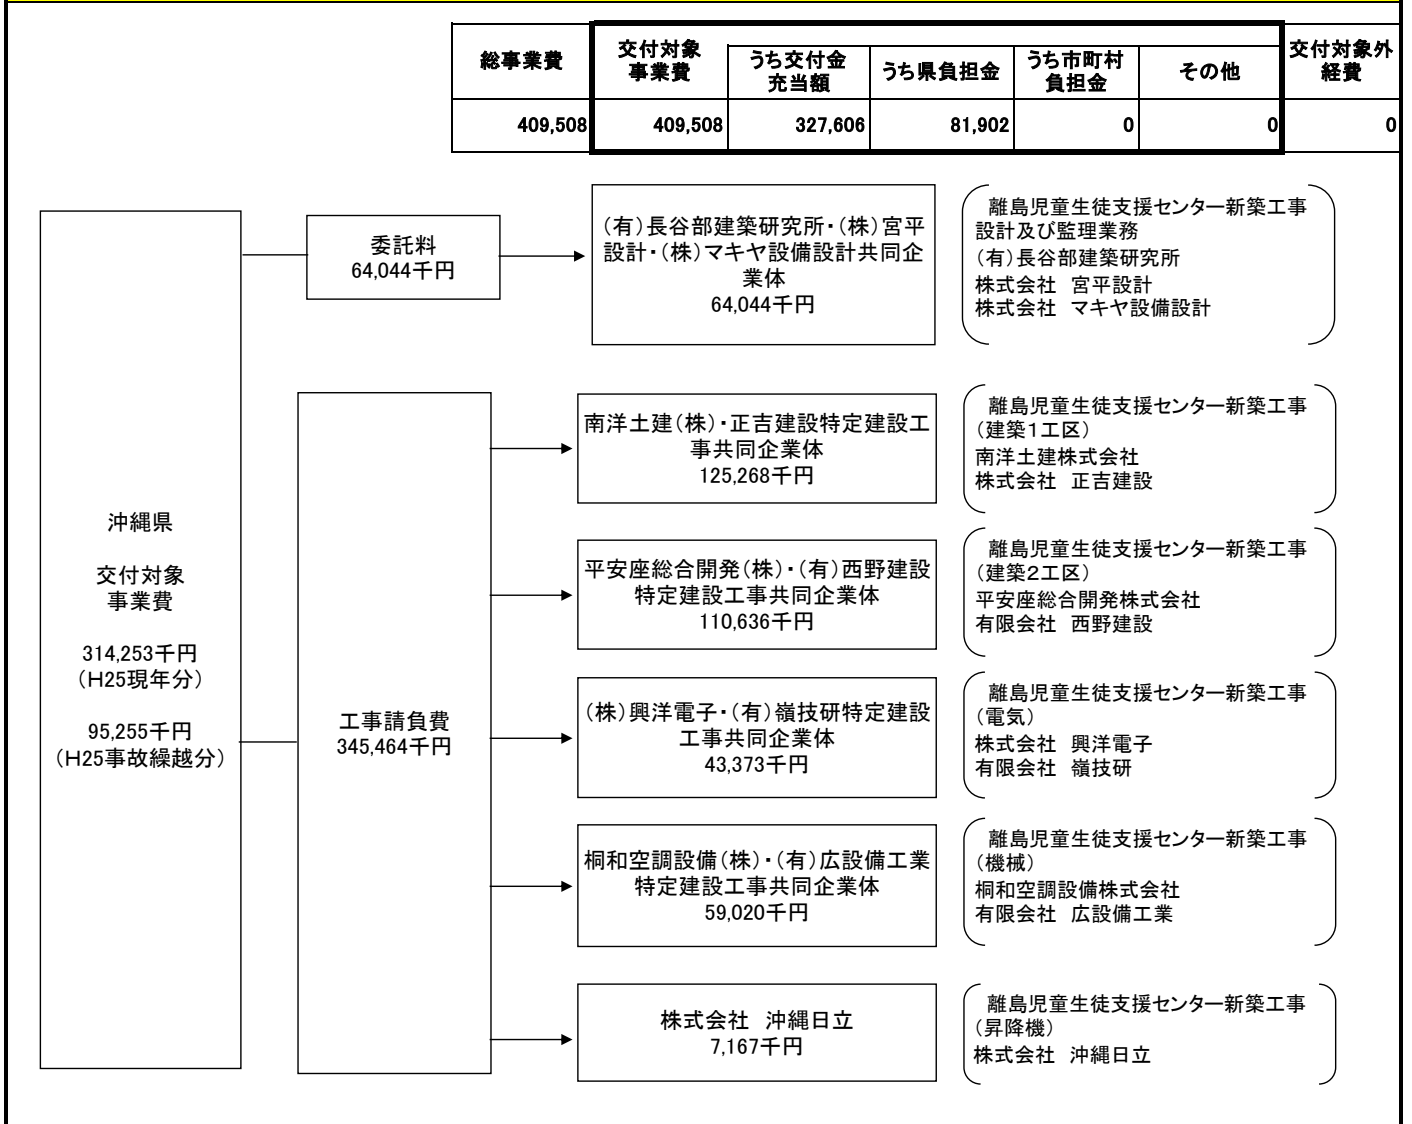 総事業費
交付対象
事業費
うち交付金
充当額
うち県負担金
うち市町村
負担金
その他
交付対象外
経費
409,508
409,508
327,606
81,902
0
0
0
沖縄県
交付対象
事業費
314,253千円
（H25現年分）
95,255千円
（H25事故繰越分）
委託料
64,044千円
（有）長谷部建築研究所・（株）宮平
設計・（株）マキヤ設備設計共同企
業体
64,044千円
離島児童生徒支援センター新築工事
設計及び監理業務
（有）長谷部建築研究所
株式会社　宮平設計
株式会社　マキヤ設備設計
工事請負費
345,464千円
南洋土建（株）・正吉建設特定建設工
事共同企業体
125,268千円
離島児童生徒支援センター新築工事
（建築１工区）
南洋土建株式会社
株式会社　正吉建設
平安座総合開発（株）・（有）西野建設
特定建設工事共同企業体
110,636千円
離島児童生徒支援センター新築工事
（建築２工区）
平安座総合開発株式会社
有限会社　西野建設
（株）興洋電子・（有）嶺技研特定建設
工事共同企業体
43,373千円
離島児童生徒支援センター新築工事
（電気）
株式会社　興洋電子
有限会社　嶺技研
桐和空調設備（株）・（有）広設備工業
特定建設工事共同企業体
59,020千円
離島児童生徒支援センター新築工事
（機械）
桐和空調設備株式会社
有限会社　広設備工業
株式会社　沖縄日立
7,167千円
離島児童生徒支援センター新築工事
（昇降機）
株式会社　沖縄日立